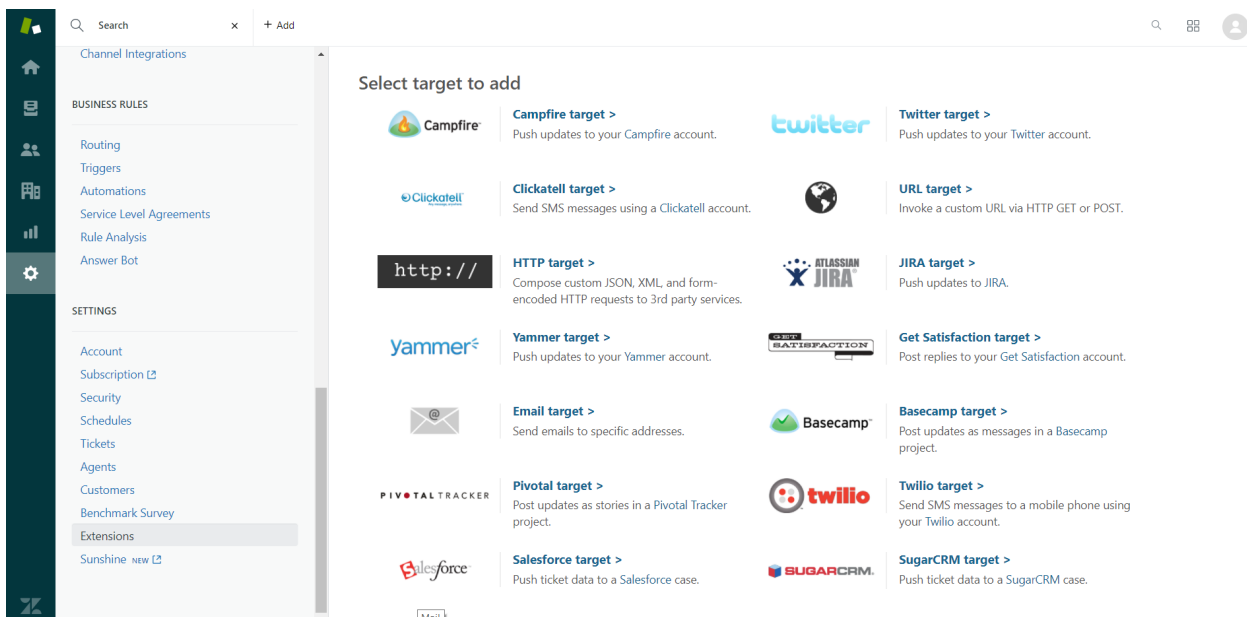 Search × + Add
Channel Integrations
BUSINESS RULES
Routing
Triggers
Automations
Service Level Agreements
Rule Analysis
Answer Bot
SETTINGS
Account
Subscription
Security
Schedules
Tickets
Agents
Customers
Benchmark Survey
Extensions
Sunshine NEW
Select target to add
Campfire
Campfire target >
Push updates to your Campfire account.
twitter
Twitter target >
Push updates to your Twitter account.
Clickatell
Clickatell target >
Send SMS messages using a Clickatell account.
URL target >
Invoke a custom URL via HTTP GET or POST.
http://
HTTP target >
Compose custom JSON, XML, and form-
encoded HTTP requests to 3rd party services.
ATLASSIAN
JIRA
JIRA target >
Push updates to JIRA.
yammer
Yammer target >
Push updates to your Yammer account.
GET
SATISFACTION
Get Satisfaction target >
Post replies to your Get Satisfaction account.
@
Email target >
Send emails to specific addresses.
Basecamp
Basecamp target >
Post updates as messages in a Basecamp
project.
PIVOTAL TRACKER
Pivotal target >
Post updates as stories in a Pivotal Tracker
project.
twilio
Twilio target >
Send SMS messages to a mobile phone using
your Twilio account.
Salesforce
Salesforce target >
Push ticket data to a Salesforce case.
SUGARCRM.
SugarCRM target >
Push ticket data to a SugarCRM case.